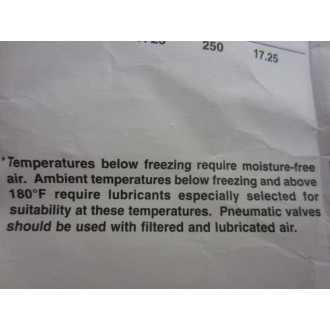 250
17.25
*Temperatures below freezing require moisture-free
air. Ambient temperatures below freezing and above
180°F require lubricants especially selected for
suitability at these temperatures. Pneumatic valves
should be used with filtered and lubricated air.